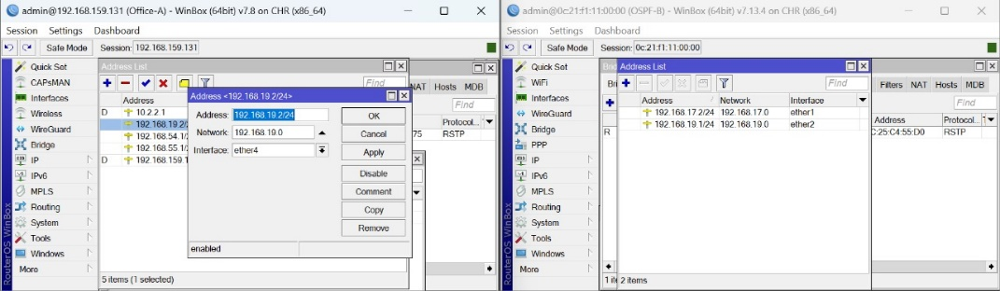 admin@192.168.159.131 (Office-A) - WinBox (64bit) v7.8 on CHR (x86_64)
Session Settings Dashboard
Safe Mode Session: 192.168.159.131
Quick Set
CAPsMAN
Interfaces
Wireless
WireGuard
Bridge
IP
IPv6
MPLS
Routing
System
Tools
Windows
More
RouterOS WinBox
Address List
Find
Address
D 10.2.2.1
192.168.19.2/2
192.168.54.1/
192.168.55.1/2
D 192.168.159.1
5 items (1 selected)
NAT Hosts MDB
Find
Protocol...
75 RSTP
Address <192.168.19.2/24>
Address: 192.168.19.2/24
Network: 192.168.19.0
Interface: ether4
OK
Cancel
Apply
Disable
Comment
Copy
Remove
enabled
admin@0c:21:f1:11:00:00 (OSPF-B) - WinBox (64bit) v7.13.4 on CHR (x86_64)
Session Settings Dashboard
Safe Mode Session: 0c:21:f1:11:00:00
Quick Set
WiFi
Interfaces
WireGuard
Bridge
PPP
IP
IPv6
MPLS
Routing
System
Tools
Windows
More
RouterOS WinBox
Bri
Bri
R
1 ite
Address List
Find
Address Network Interface
192.168.17.2/24 192.168.17.0 ether1
192.168.19.1/24 192.168.19.0 ether2
2 items
Filters NAT Hosts MDB
Find
Address Protocol...
C:25:C4:55:D0 RSTP